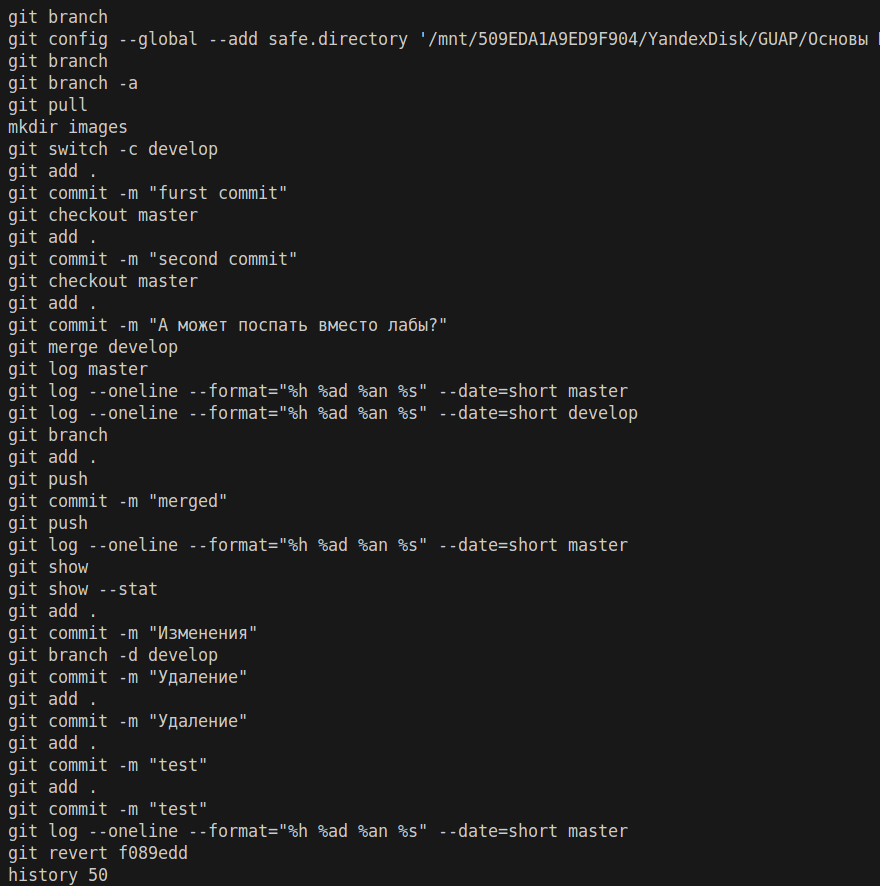 git branch
git config --global --add safe.directory '/mnt/509EDA1A9ED9F904/YandexDisk/GUAP/Основы
git branch
git branch -a
git pull
mkdir images
git switch -c develop
git add .
git commit -m "furst commit"
git checkout master
git add .
git commit -m "second commit"
git checkout master
git add .
git commit -m "А может поспать вместо лабы?"
git merge develop
git log master
git log --oneline --format="%h %ad %an %s" --date=short master
git log --oneline --format="%h %ad %an %s" --date=short develop
git branch
git add .
git push
git commit -m "merged"
git push
git log --oneline --format="%h %ad %an %s" --date=short master
git show
git show --stat
git add .
git commit -m "Изменения"
git branch -d develop
git commit -m "Удаление"
git add .
git commit -m "Удаление"
git add .
git commit -m "test"
git add .
git commit -m "test"
git log --oneline --format="%h %ad %an %s" --date=short master
git revert f089edd
history 50